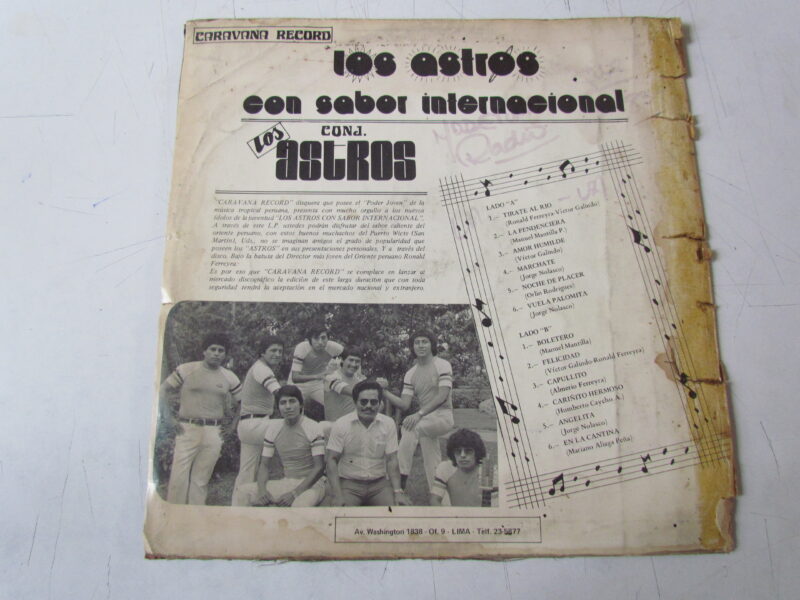 CARAVANA RECORD
los astros
con sabor internacional
LOS
CONJ.
ASTROS
"CARAVANA RECORD" disquera que posee el "Poder Joven" de la
música tropical peruana, presenta con mucho orgullo a los nuevos
ídolos de la juventud "LOS ASTROS CON SABOR INTERNACIONAL".
A través de este L.P. ustedes podrán disfrutar del sabor caliente del
oriente peruano, con estos buenos muchachos del Puerto Wicte (San
Martín), Uds., no se imaginan amigos el grado de popularidad que
poseen los "ASTROS" en sus presentaciones personales, Y a través del
disco. Bajo la batuta del Director más joven del Oriente peruano Ronald
Ferreyra.
Es por eso que "CARAVANA RECORD" se complace en lanzar al
mercado discográfico la edición de este larga duración que con toda
seguridad tendrá la aceptación en el mercado nacional y extranjero.
Radio
LADO "A"
1.— TIRATE AL RIO
(Ronald Ferreyra-Víctor Galindo)
2.— LA PENDENCIERA
(Manuel Mantilla P.)
3.— AMOR HUMILDE
(Víctor Galindo)
4.— MARCHATE
(Jorge Nolasco)
5.— NOCHE DE PLACER
(Orlio Rodríguez)
6.— VUELA PALOMITA
(Jorge Nolasco)
LADO "B"
1.— BOLETERO
(Manuel Mantilla)
2.— FELICIDAD
(Víctor Galindo-Ronald Ferreyra)
3.— CAPULLITO
(Almerio Ferreyra)
4.— CARIÑITO HERMOSO
(Humberto Caycho A.)
5.— ANGELITA
(Jorge Nolasco)
6.— EN LA CANTINA
(Mariano Aliaga Peña)
Av. Washington 1838 - Of. 9 - LIMA - Telf. 23-5877